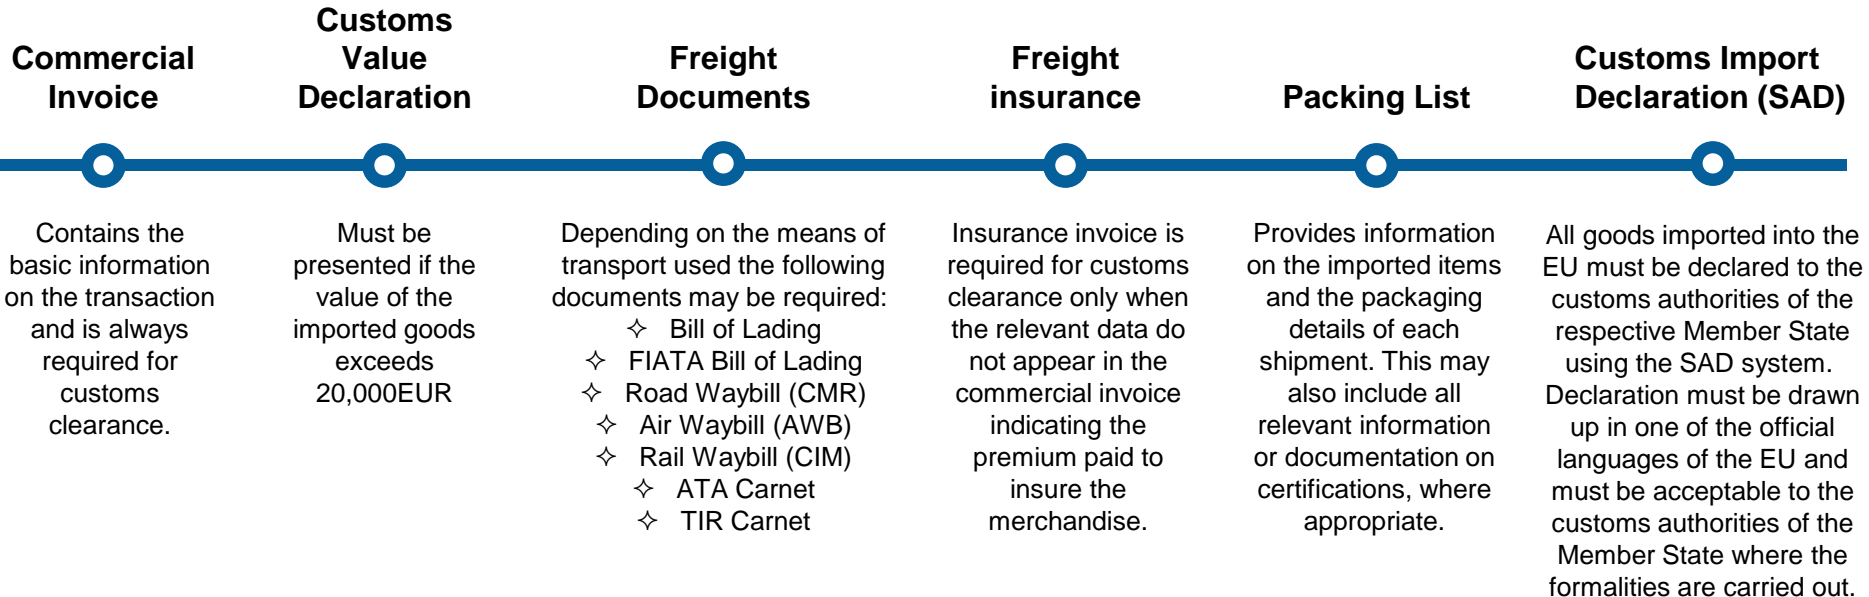 Commercial
Invoice
Contains the
basic information
on the transaction
and is always
required for
customs
clearance.
Customs
Value
Declaration
Must be
presented if the
value of the
imported goods
exceeds
20,000EUR
Freight
Documents
Depending on the means of
transport used the following
documents may be required:
✧ Bill of Lading
✧ FIATA Bill of Lading
✧ Road Waybill (CMR)
✧ Air Waybill (AWB)
✧ Rail Waybill (CIM)
✧ ATA Carnet
✧ TIR Carnet
Freight
insurance
Insurance invoice is
required for customs
clearance only when
the relevant data do
not appear in the
commercial invoice
indicating the
premium paid to
insure the
merchandise.
Packing List
Provides information
on the imported items
and the packaging
details of each
shipment. This may
also include all
relevant information
or documentation on
certifications, where
appropriate.
Customs Import
Declaration (SAD)
All goods imported into the
EU must be declared to the
customs authorities of the
respective Member State
using the SAD system.
Declaration must be drawn
up in one of the official
languages of the EU and
must be acceptable to the
customs authorities of the
Member State where the
formalities are carried out.